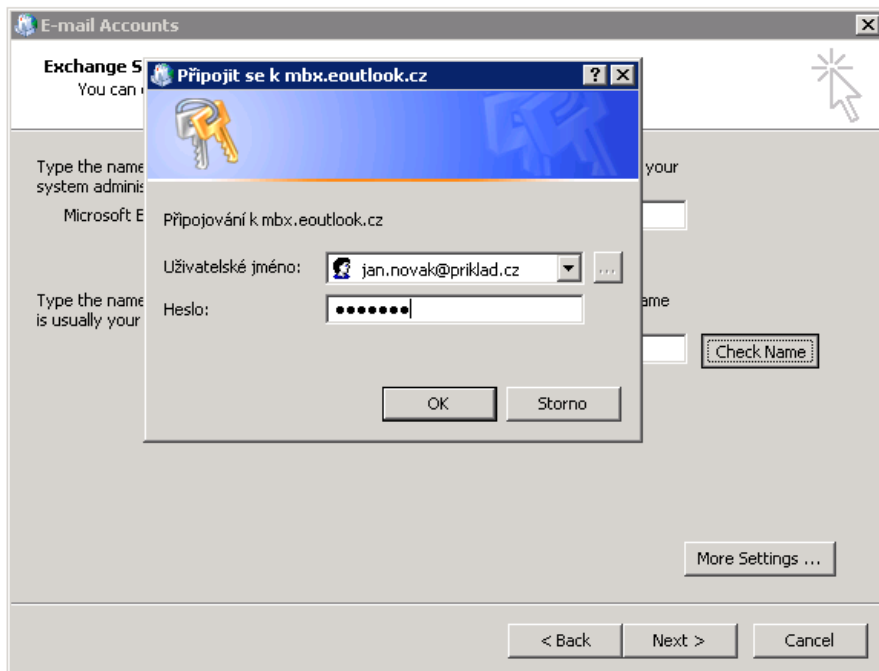 E-mail Accounts
Exchange S
You can
Připojit se k mbx.eoutlook.cz
Type the name
your
system adminis
Microsoft E
Připojování k mbx.eoutlook.cz
Uživatelské jméno:
jan.novak@priklad.cz
...
Type the name
ame
is usually your
Heslo:
•••••••
Check Name
OK
Storno
More Settings ...
< Back
Next >
Cancel